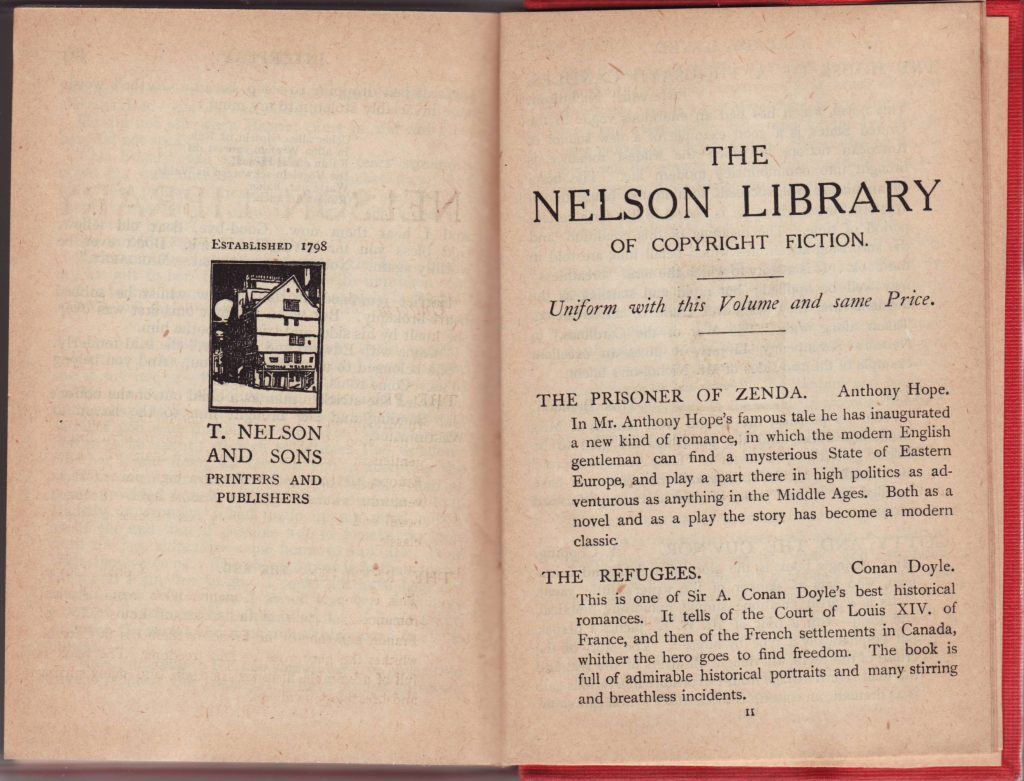 ESTABLISHED 1798
T. NELSON
AND SONS
PRINTERS AND
PUBLISHERS
THE
NELSON LIBRARY
OF COPYRIGHT FICTION.
Uniform with this Volume and same Price.
THE PRISONER OF ZENDA. Anthony Hope.
In Mr. Anthony Hope's famous tale he has inaugurated
a new kind of romance, in which the modern English
gentleman can find a mysterious State of Eastern
Europe, and play a part there in high politics as ad-
venturous as anything in the Middle Ages. Both as a
novel and as a play the story has become a modern
classic
THE REFUGEES. Conan Doyle.
This is one of Sir A. Conan Doyle's best historical
romances. It tells of the Court of Louis XIV. of
France, and then of the French settlements in Canada,
whither the hero goes to find freedom. The book is
full of admirable historical portraits and many stirring
and breathless incidents.
II